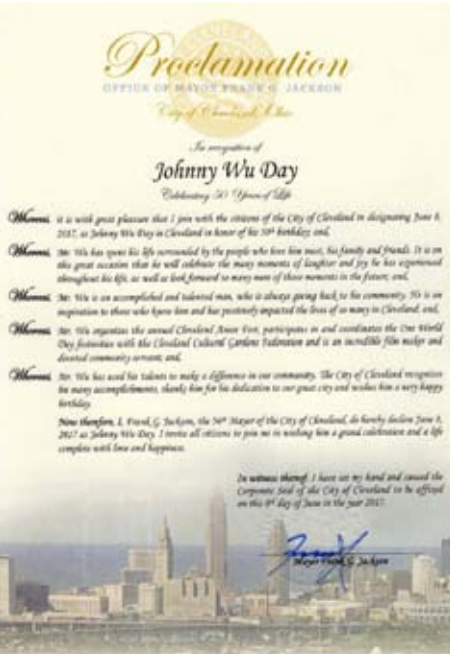 Proclamation
OFFICE OF MAYOR FRANK G. JACKSON
City of Cleveland, Ohio
In recognition of
Johnny Wu Day
Celebrating 50 Years of Life
Whereas, it is with great pleasure that I join with the citizens of the City of Cleveland in designating June 8,
2017, as Johnny Wu Day in Cleveland in honor of his 50th birthday; and,
Whereas, Mr. Wu has spent his life surrounded by the people who love him most, his family and friends. It is on
this great occasion that he will celebrate the many moments of laughter and joy he has experienced
throughout his life, as well as look forward to many more of those moments in the future; and,
Whereas, Mr. Wu is an accomplished and talented man, who is always giving back to his community. He is an
inspiration to those who know him and has positively impacted the lives of so many in Cleveland; and,
Whereas, Mr. Wu organizes the annual Cleveland Asian Fest, participates in and coordinates the One World
Day festivities with the Cleveland Cultural Gardens Federation and is an incredible film maker and
devoted community servant; and,
Whereas, Mr. Wu has used his talents to make a difference in our community. The City of Cleveland recognizes
his many accomplishments, thanks him for his dedication to our great city and wishes him a very happy
birthday.
Now therefore, I, Frank G. Jackson, the 56th Mayor of the City of Cleveland, do hereby declare June 8,
2017 as Johnny Wu Day. I invite all citizens to join me in wishing him a grand celebration and a life
complete with love and happiness.
In witness thereof, I have set my hand and caused the
Corporate Seal of the City of Cleveland to be affixed
on this 8th day of June in the year 2017.
Mayor Frank G. Jackson